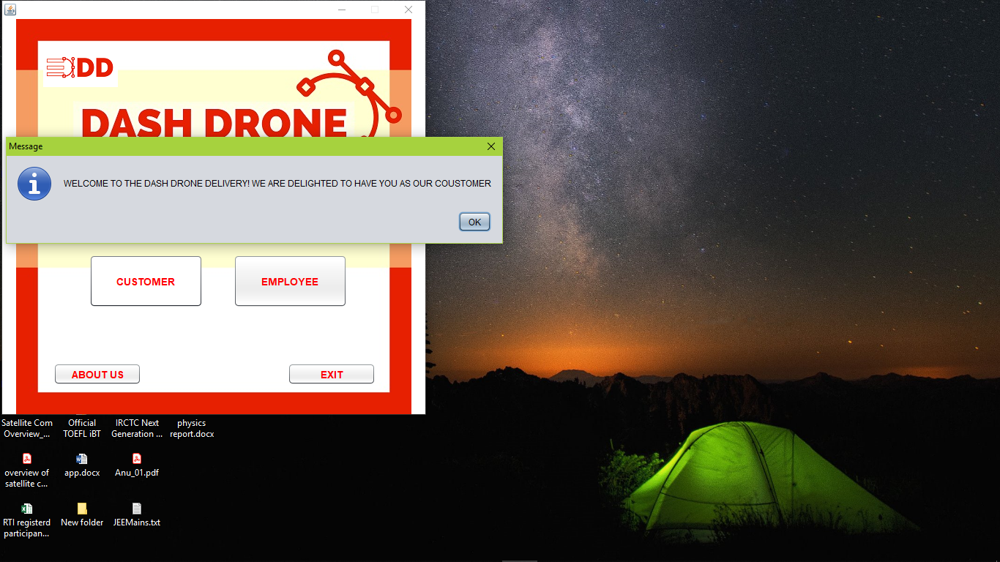 DD
DASH DRONE
Message
WELCOME TO THE DASH DRONE DELIVERY! WE ARE DELIGHTED TO HAVE YOU AS OUR COUSTOMER
OK
CUSTOMER
EMPLOYEE
ABOUT US
EXIT
Satellite Com
Overview_...
Official
TOEFL iBT
IRCTC Next
Generation ...
physics
report.docx
overview of
satellite c...
app.docx
Anu_01.pdf
RTI registerd
participan...
New folder
JEEMains.txt